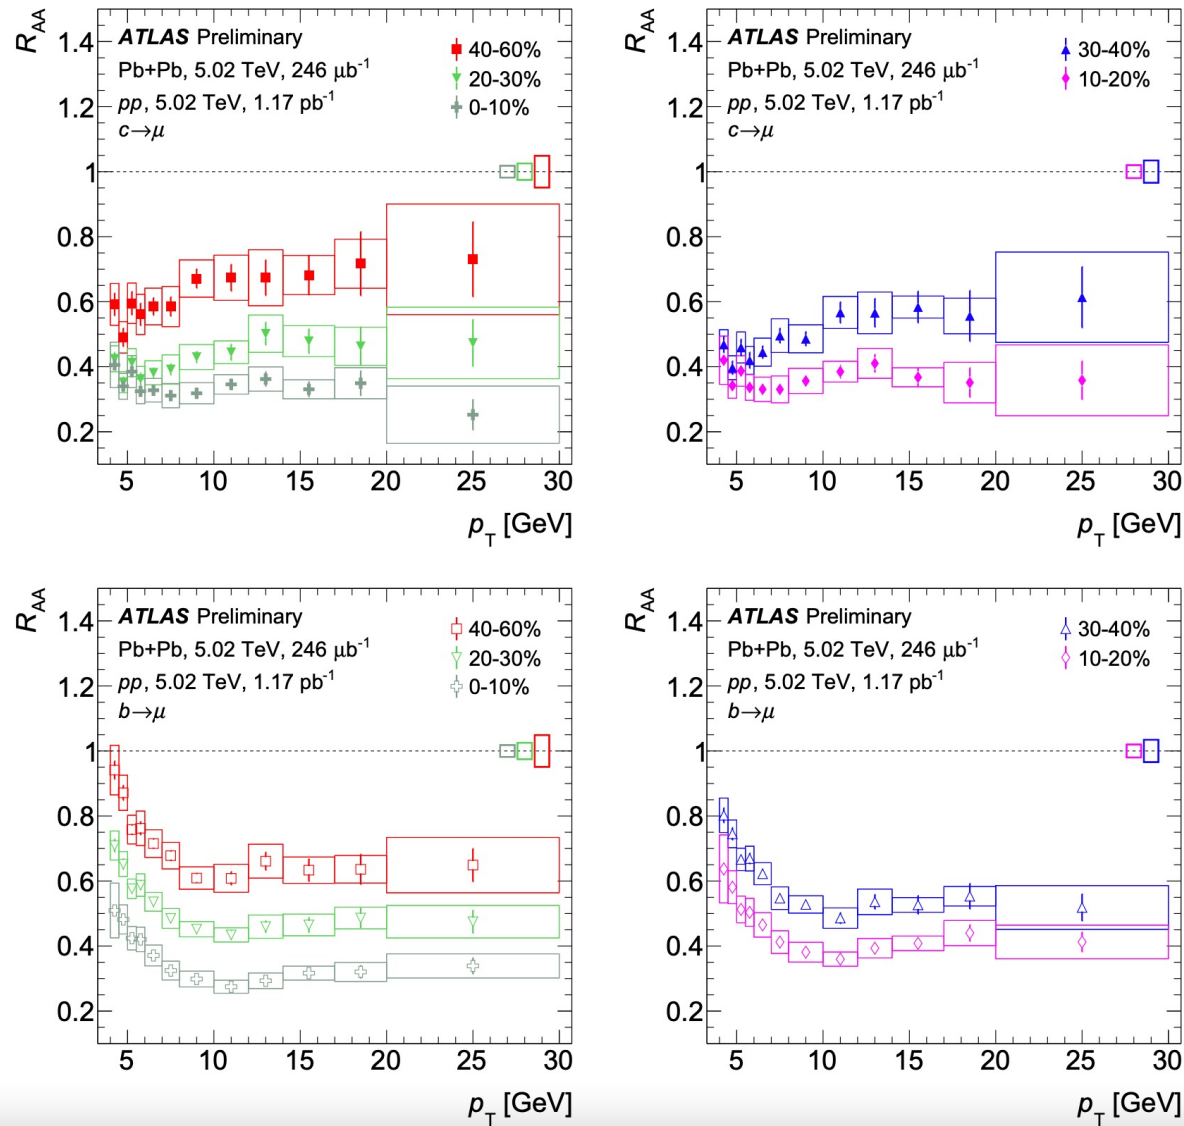 R_AA
ATLAS Preliminary
Pb+Pb, 5.02 TeV, 246 μb⁻¹
pp, 5.02 TeV, 1.17 pb⁻¹
c→μ
40-60%
20-30%
0-10%
1.4
1.2
1
0.8
0.6
0.4
0.2
5 10 15 20 25 30
p_T [GeV]
R_AA
ATLAS Preliminary
Pb+Pb, 5.02 TeV, 246 μb⁻¹
pp, 5.02 TeV, 1.17 pb⁻¹
c→μ
30-40%
10-20%
1.4
1.2
1
0.8
0.6
0.4
0.2
5 10 15 20 25 30
p_T [GeV]
R_AA
ATLAS Preliminary
Pb+Pb, 5.02 TeV, 246 μb⁻¹
pp, 5.02 TeV, 1.17 pb⁻¹
b→μ
40-60%
20-30%
0-10%
1.4
1.2
1
0.8
0.6
0.4
0.2
5 10 15 20 25 30
p_T [GeV]
R_AA
ATLAS Preliminary
Pb+Pb, 5.02 TeV, 246 μb⁻¹
pp, 5.02 TeV, 1.17 pb⁻¹
b→μ
30-40%
10-20%
1.4
1.2
1
0.8
0.6
0.4
0.2
5 10 15 20 25 30
p_T [GeV]